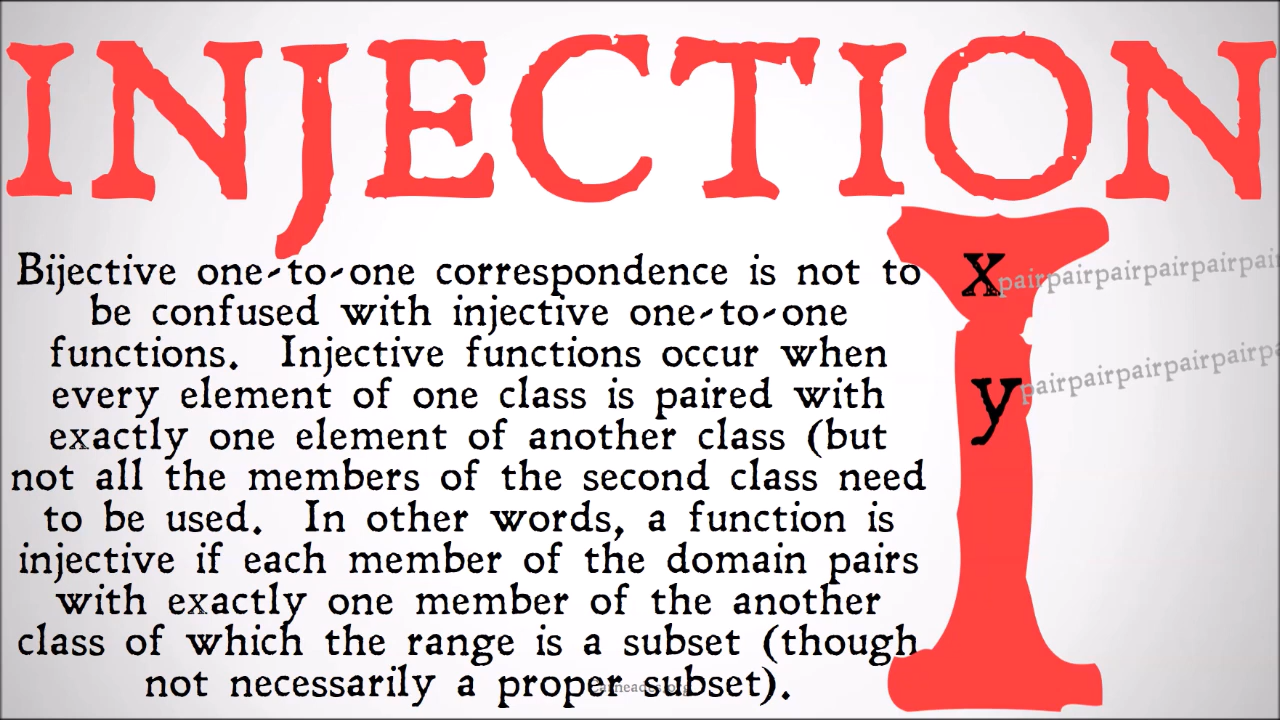 INJECTION
Bijective one-to-one correspondence is not to
be confused with injective one-to-one
functions. Injective functions occur when
every element of one class is paired with
exactly one element of another class (but
not all the members of the second class need
to be used. In other words, a function is
injective if each member of the domain pairs
with exactly one member of the another
class of which the range is a subset (though
not necessarily a proper subset).
x
pairpairpairpairpairpai
y
pairpairpairpairpairp
Carneades.org